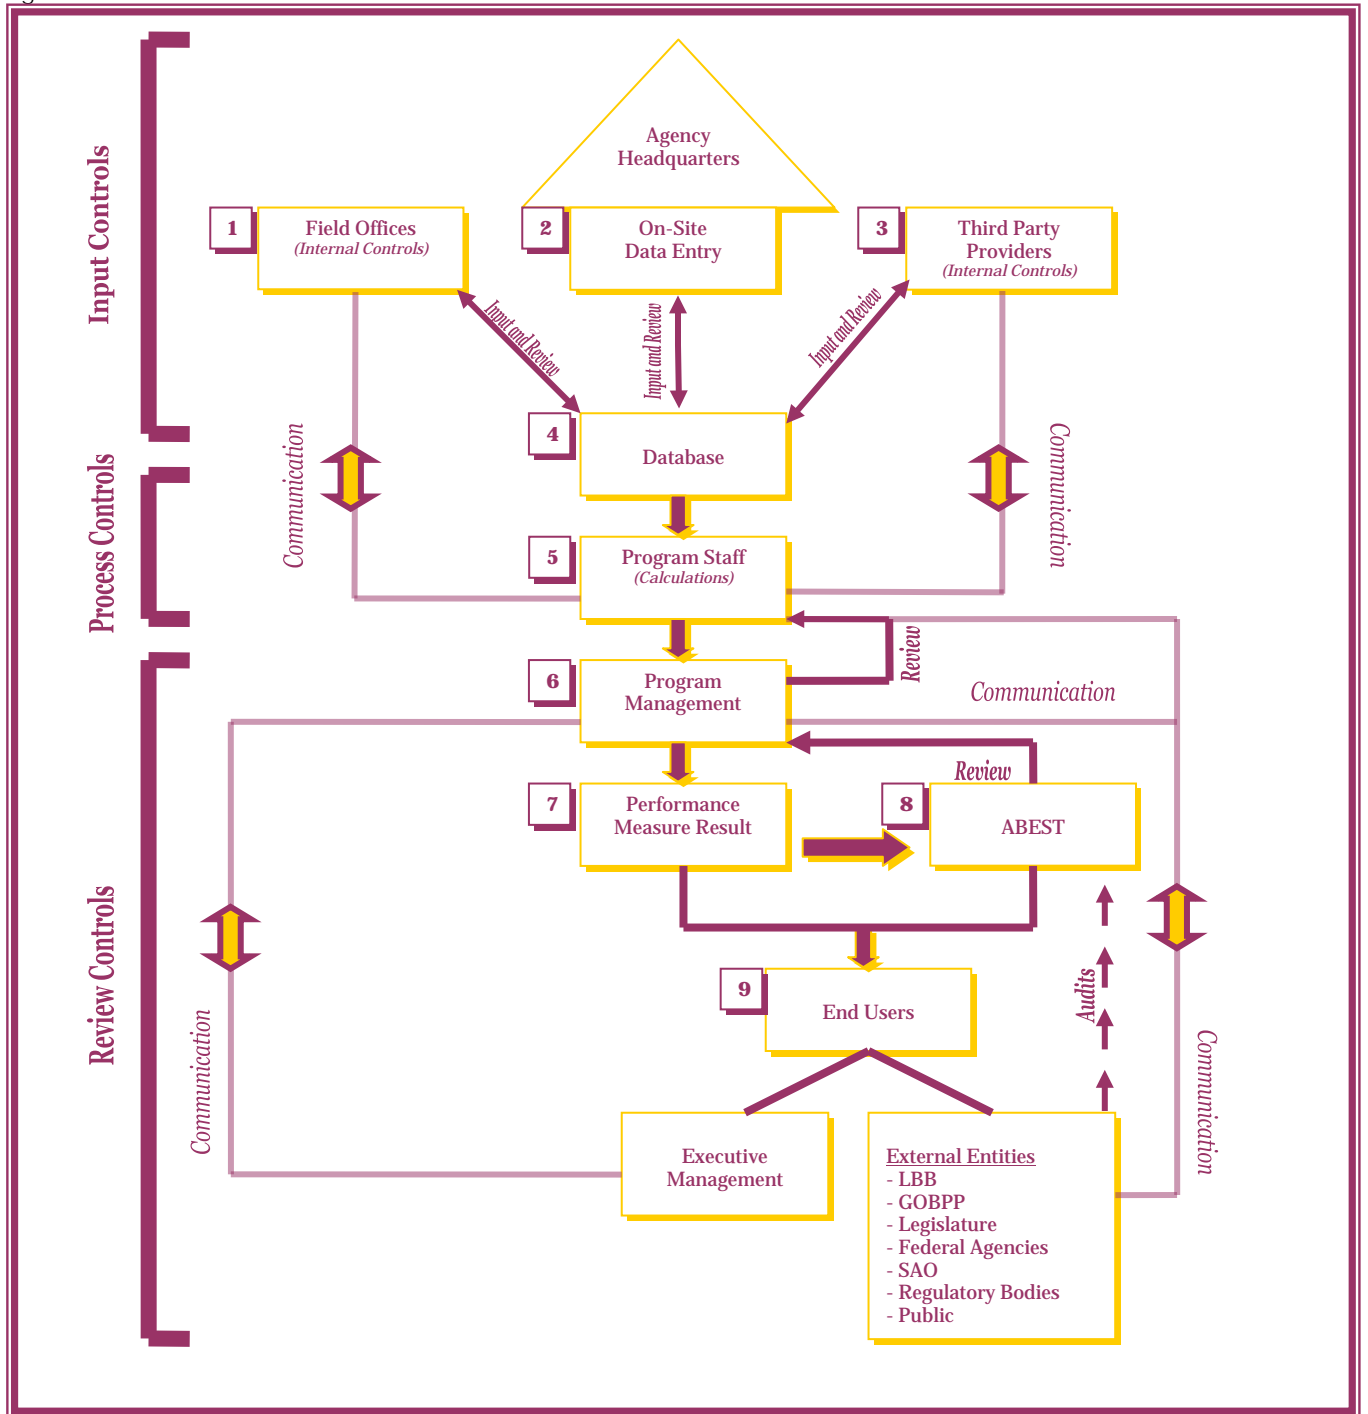 Agency
Headquarters
1
Field Offices
(Internal Controls)
2
On-Site
Data Entry
3
Third Party
Providers
(Internal Controls)
Input Controls
Input and Review
Input and Review
Input and Review
4
Database
Communication
Communication
Process Controls
5
Program Staff
(Calculations)
Review
6
Program
Management
Communication
Review
7
Performance
Measure Result
8
ABEST
Review Controls
Audits
9
End Users
Communication
Communication
Executive
Management
External Entities
- LBB
- GOBPP
- Legislature
- Federal Agencies
- SAO
- Regulatory Bodies
- Public